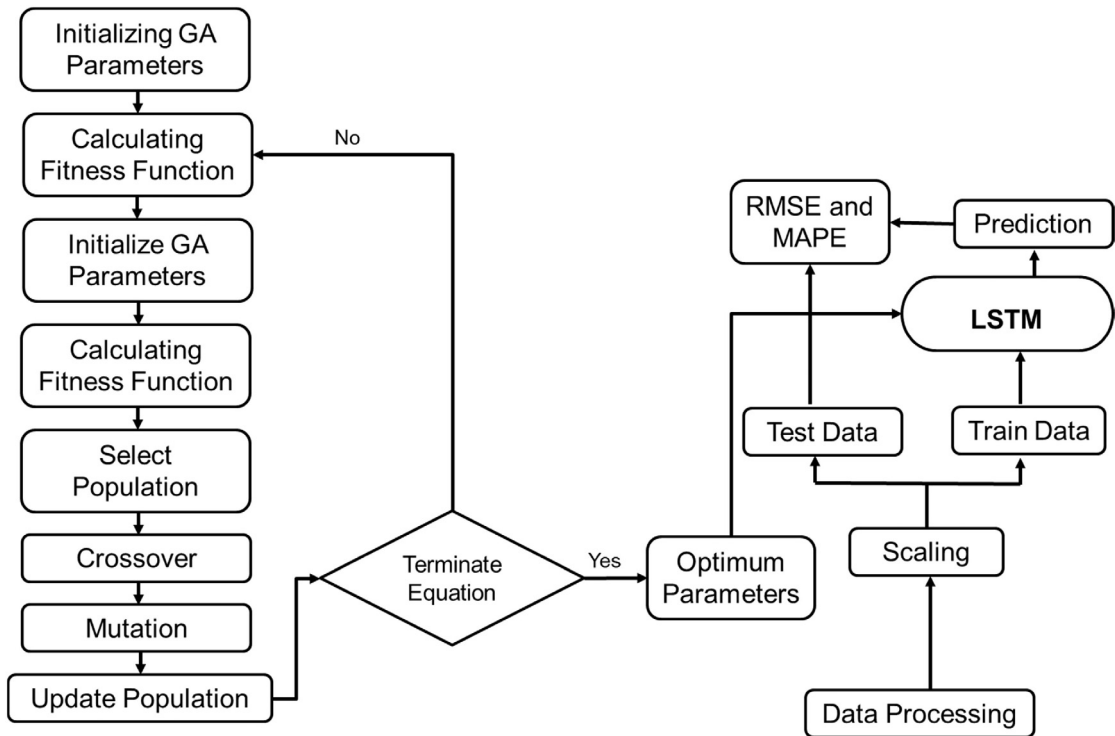 Initializing GA
Parameters
Calculating
Fitness Function
Initialize GA
Parameters
Calculating
Fitness Function
Select
Population
Crossover
Mutation
Update Population
No
Terminate
Equation
Yes
Optimum
Parameters
RMSE and
MAPE
Prediction
LSTM
Test Data
Train Data
Scaling
Data Processing